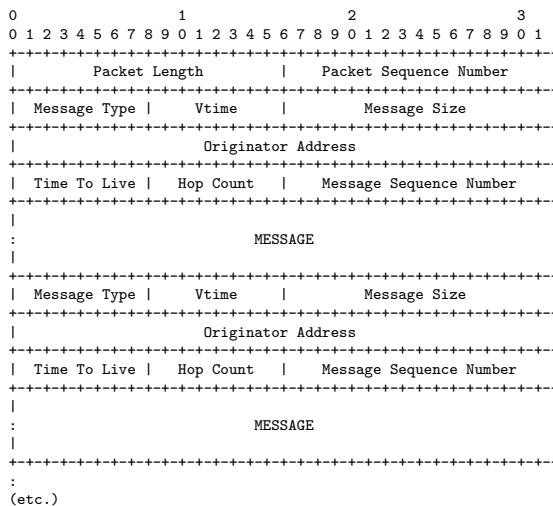 0                   1                   2                   3
0 1 2 3 4 5 6 7 8 9 0 1 2 3 4 5 6 7 8 9 0 1 2 3 4 5 6 7 8 9 0 1
+-+-+-+-+-+-+-+-+-+-+-+-+-+-+-+-+-+-+-+-+-+-+-+-+-+-+-+-+-+-+-+-
|         Packet Length         |    Packet Sequence Number
+-+-+-+-+-+-+-+-+-+-+-+-+-+-+-+-+-+-+-+-+-+-+-+-+-+-+-+-+-+-+-+-
|  Message Type |     Vtime     |         Message Size
+-+-+-+-+-+-+-+-+-+-+-+-+-+-+-+-+-+-+-+-+-+-+-+-+-+-+-+-+-+-+-+-
|                      Originator Address
+-+-+-+-+-+-+-+-+-+-+-+-+-+-+-+-+-+-+-+-+-+-+-+-+-+-+-+-+-+-+-+-
|  Time To Live |   Hop Count   |    Message Sequence Number
+-+-+-+-+-+-+-+-+-+-+-+-+-+-+-+-+-+-+-+-+-+-+-+-+-+-+-+-+-+-+-+-
|
:                            MESSAGE
|
+-+-+-+-+-+-+-+-+-+-+-+-+-+-+-+-+-+-+-+-+-+-+-+-+-+-+-+-+-+-+-+-
|  Message Type |     Vtime     |         Message Size
+-+-+-+-+-+-+-+-+-+-+-+-+-+-+-+-+-+-+-+-+-+-+-+-+-+-+-+-+-+-+-+-
|                      Originator Address
+-+-+-+-+-+-+-+-+-+-+-+-+-+-+-+-+-+-+-+-+-+-+-+-+-+-+-+-+-+-+-+-
|  Time To Live |   Hop Count   |    Message Sequence Number
+-+-+-+-+-+-+-+-+-+-+-+-+-+-+-+-+-+-+-+-+-+-+-+-+-+-+-+-+-+-+-+-
|
:                            MESSAGE
|
+-+-+-+-+-+-+-+-+-+-+-+-+-+-+-+-+-+-+-+-+-+-+-+-+-+-+-+-+-+-+-+-
:
(etc.)